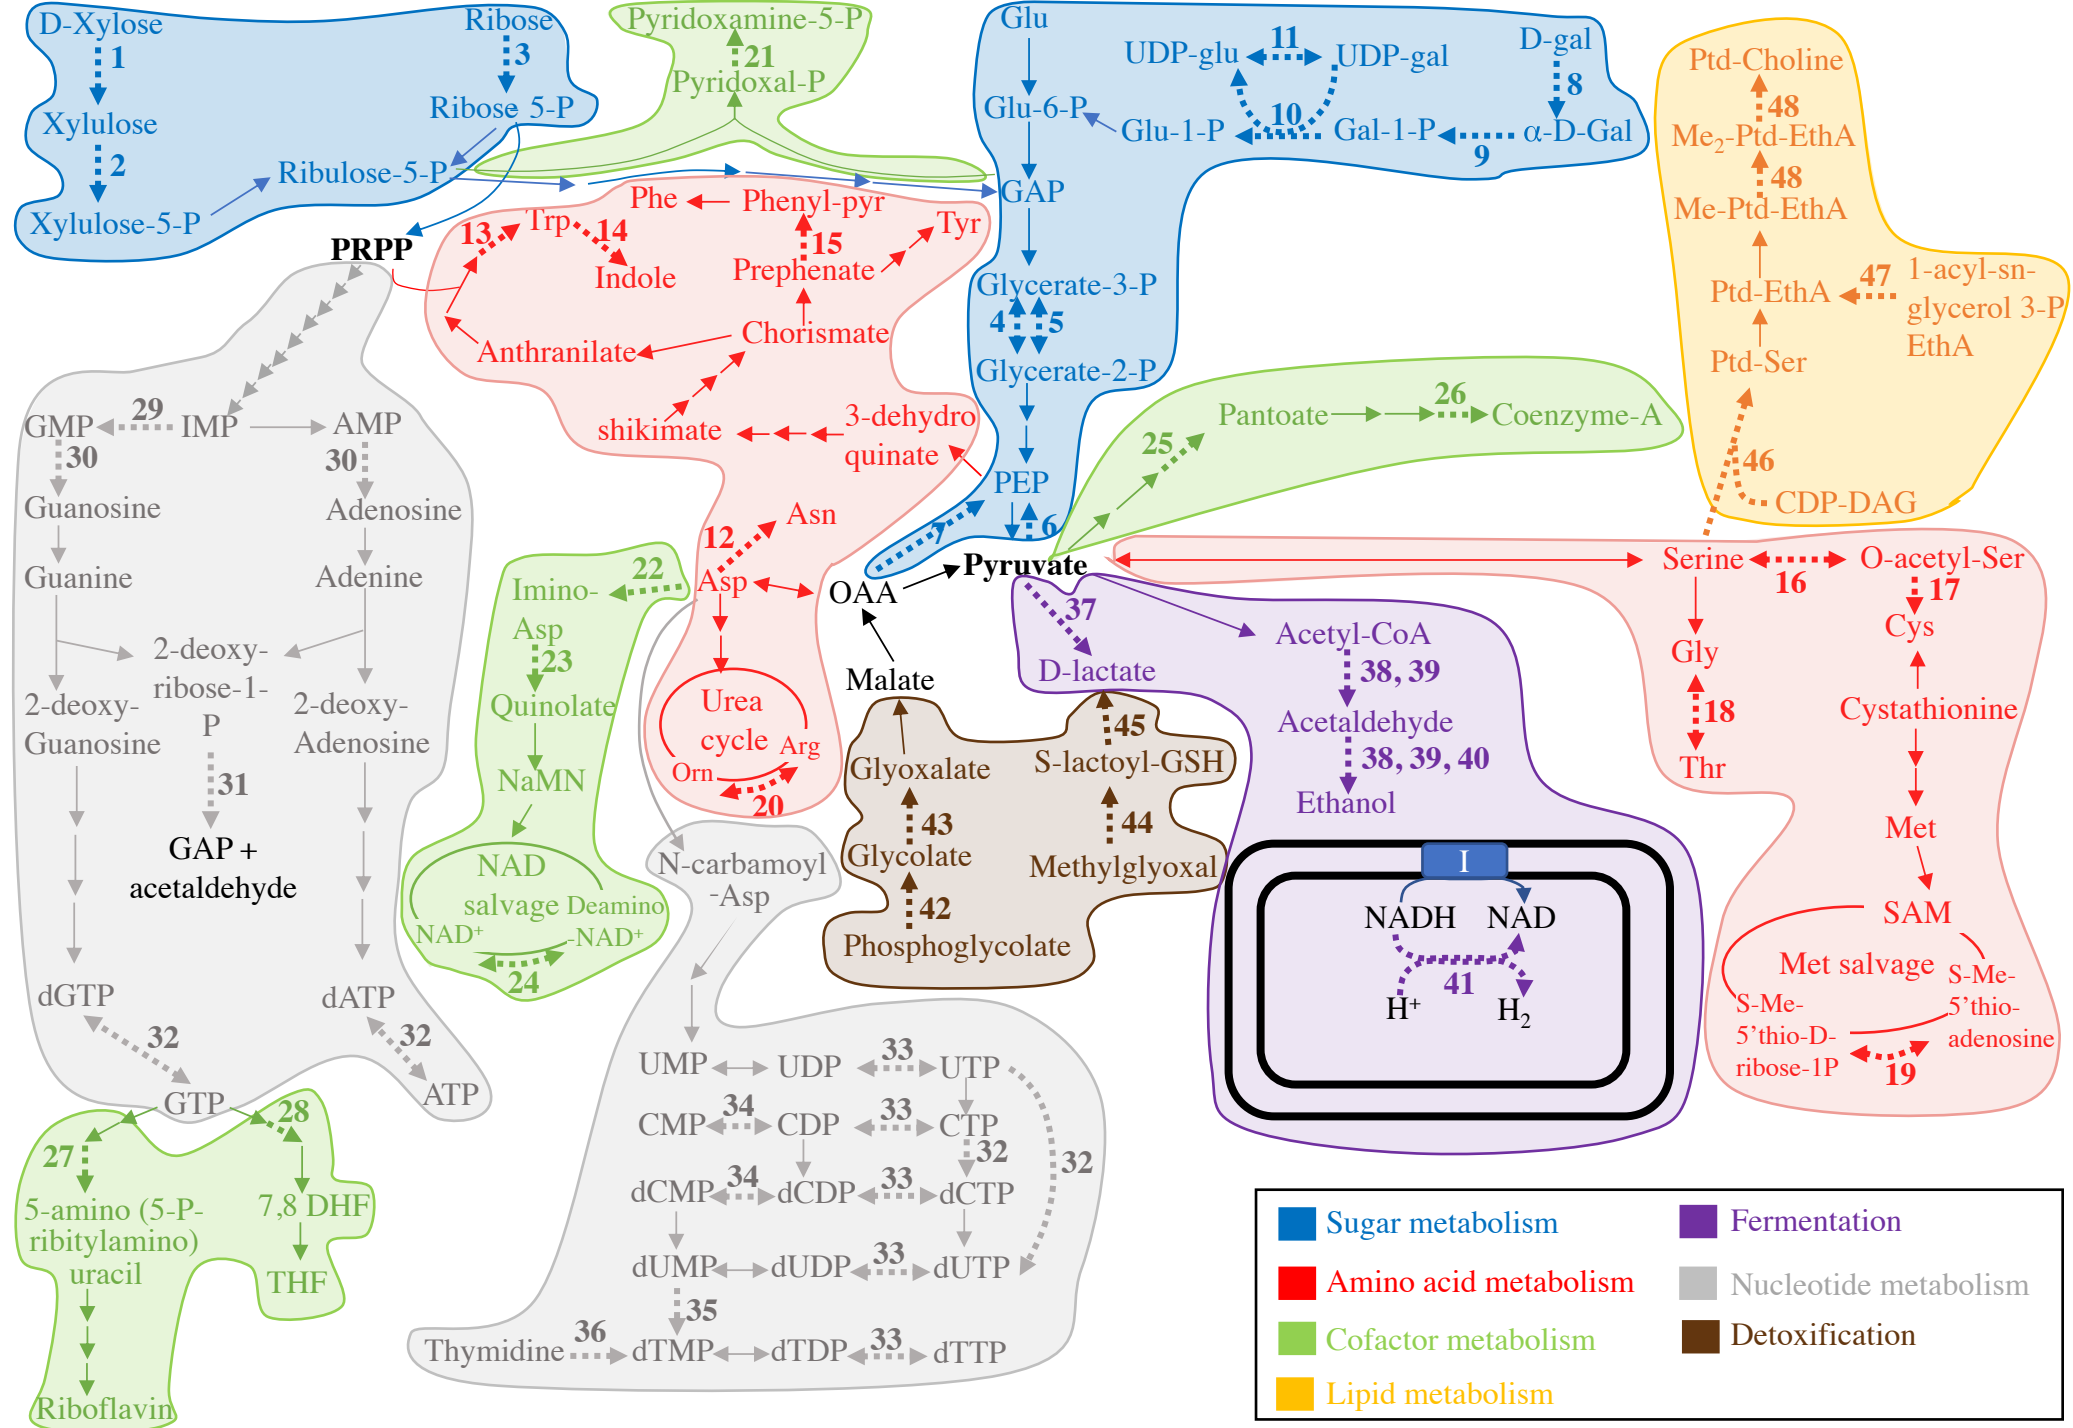 D-Xylose
1
Xylulose
2
Xylulose-5-P
Ribose
3
Ribose 5-P
Ribulose-5-P
PRPP
Pyridoxamine-5-P
21
Pyridoxal-P
Glu
Glu-6-P
GAP
Glycerate-3-P
4
5
Glycerate-2-P
PEP
7
6
Pyruvate
UDP-glu
11
UDP-gal
D-gal
8
10
Glu-1-P
Gal-1-P
9
α-D-Gal
Ptd-Choline
48
Me2-Ptd-EthA
48
Me-Ptd-EthA
Ptd-EthA
47
1-acyl-sn-
glycerol 3-P
EthA
Ptd-Ser
46
CDP-DAG
13
Trp
14
Indole
Phe
Phenyl-pyr
15
Prephenate
Tyr
Chorismate
Anthranilate
shikimate
3-dehydro
quinate
Asn
12
Asp
OAA
Malate
Urea
cycle
Orn
Arg
20
25
Pantoate
26
Coenzyme-A
GMP
29
IMP
AMP
30
30
Guanosine
Adenosine
Guanine
Adenine
2-deoxy-
ribose-1-
P
2-deoxy-
Guanosine
2-deoxy-
Adenosine
31
GAP +
acetaldehyde
dGTP
dATP
32
32
GTP
ATP
27
28
5-amino (5-P-
ribitylamino)
uracil
Riboflavin
7,8 DHF
THF
22
Imino-
Asp
23
Quinolate
NaMN
NAD
salvage
Deamino
-NAD+
NAD+
24
N-carbamoyl
-Asp
UMP
UDP
33
UTP
CMP
34
CDP
33
CTP
32
32
dCMP
34
dCDP
33
dCTP
dUMP
dUDP
33
dUTP
35
Thymidine
36
dTMP
dTDP
33
dTTP
Glyoxalate
43
Glycolate
42
Phosphoglycolate
45
S-lactoyl-GSH
44
Methylglyoxal
37
D-lactate
Acetyl-CoA
38, 39
Acetaldehyde
38, 39, 40
Ethanol
I
NADH
NAD
41
H+
H2
Serine
16
O-acetyl-Ser
17
Cys
Gly
18
Thr
Cystathionine
Met
SAM
Met salvage
S-Me-
5'thio-
adenosine
S-Me-
5'thio-D-
ribose-1P
19
Sugar metabolism
Amino acid metabolism
Cofactor metabolism
Lipid metabolism
Fermentation
Nucleotide metabolism
Detoxification